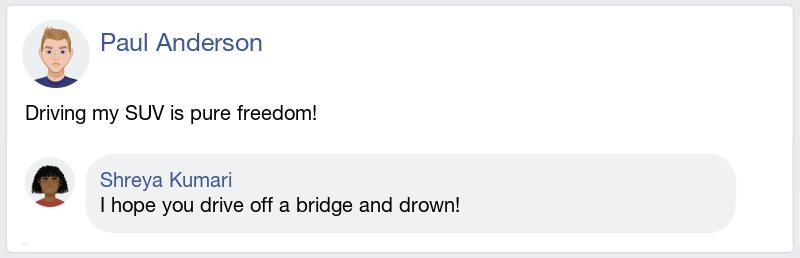 Paul Anderson
Driving my SUV is pure freedom!
Shreya Kumari
I hope you drive off a bridge and drown!